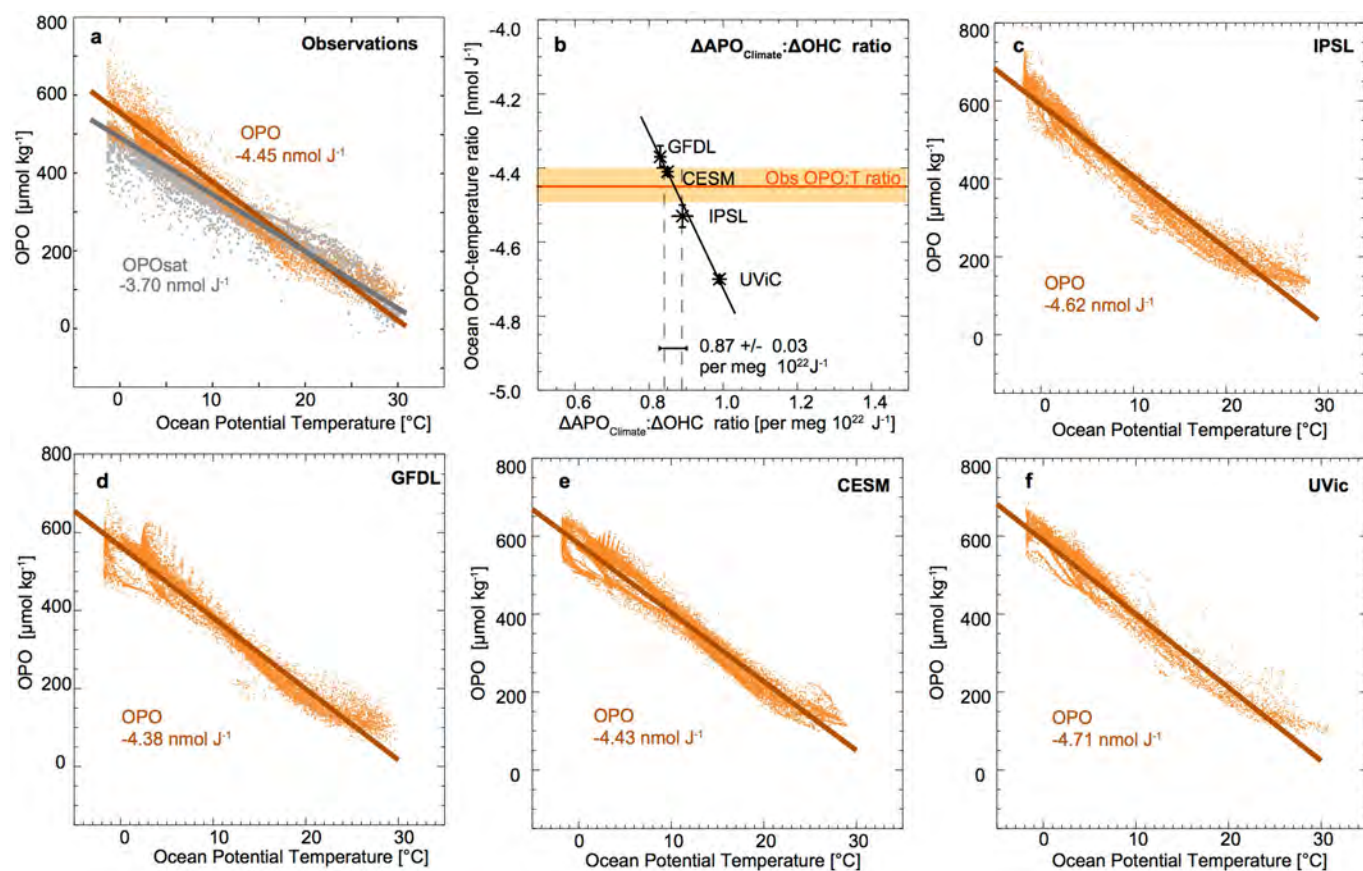 a
Observations
OPO
-4.45 nmol J⁻¹
OPOsat
-3.70 nmol J⁻¹
800
600
400
200
0
OPO [µmol kg⁻¹]
0 10 20 30
Ocean Potential Temperature [°C]
b
ΔAPO_Climate:ΔOHC ratio
-4.0
-4.2
-4.4
-4.6
-4.8
-5.0
Ocean OPO-temperature ratio [nmol J⁻¹]
GFDL
CESM
Obs OPO:T ratio
IPSL
UViC
0.87 +/- 0.03
per meg 10²²J⁻¹
0.6 0.8 1.0 1.2 1.4
ΔAPO_Climate:ΔOHC ratio [per meg 10²² J⁻¹]
c
IPSL
800
600
400
200
0
OPO [µmol kg⁻¹]
OPO
-4.62 nmol J⁻¹
0 10 20 30
Ocean Potential Temperature [°C]
d
GFDL
800
600
400
200
0
OPO [µmol kg⁻¹]
OPO
-4.38 nmol J⁻¹
0 10 20 30
Ocean Potential Temperature [°C]
e
CESM
800
600
400
200
0
OPO [µmol kg⁻¹]
OPO
-4.43 nmol J⁻¹
0 10 20 30
Ocean Potential Temperature [°C]
f
UVic
800
600
400
200
0
OPO [µmol kg⁻¹]
OPO
-4.71 nmol J⁻¹
0 10 20 30
Ocean Potential Temperature [°C]